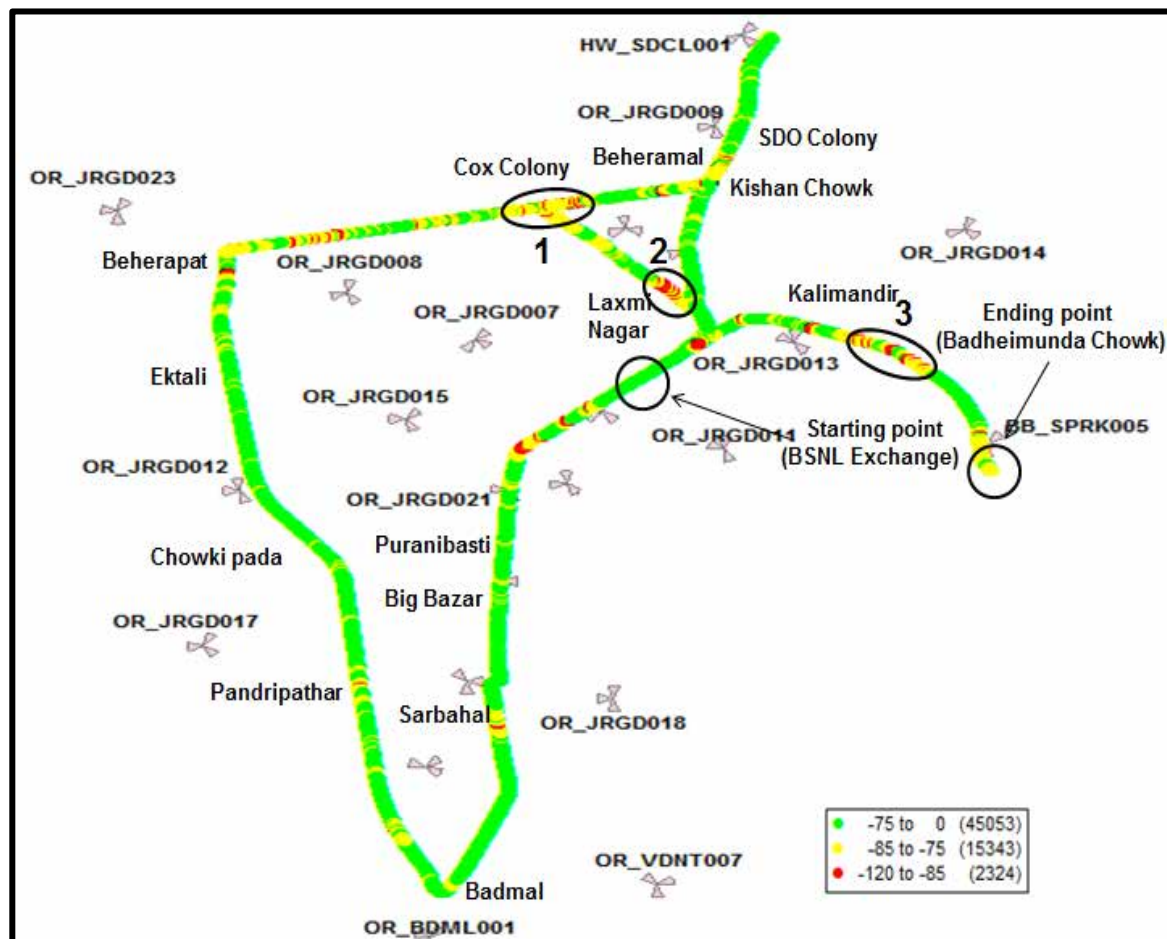 HW_SDCL001
OR_JRGD009
SDO Colony
Beheramal
Cox Colony
OR_JRGD023
Kishan Chowk
1
2
OR_JRGD014
Beherapat
OR_JRGD008
Kalimandir
Laxmi
Nagar
OR_JRGD007
3
Ending point
(Badheimunda Chowk)
OR_JRGD013
Ektali
OR_JRGD015
Starting point
(BSNL Exchange)
OR_JRGD011
BB_SPRK005
OR_JRGD012
OR_JRGD021
Puranibasti
Chowki pada
Big Bazar
OR_JRGD017
Pandripathar
Sarbahal
OR_JRGD018
-75 to 0 (45053)
-85 to -75 (15343)
-120 to -85 (2324)
OR_VDNT007
Badmal
OR_BDML001